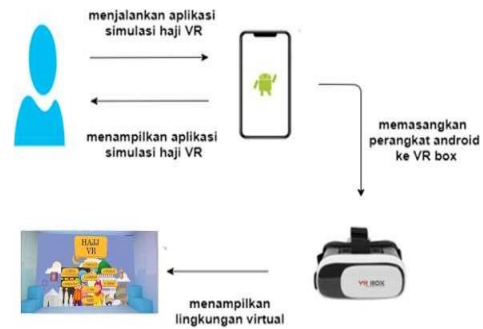 menjalankan aplikasi
simulasi haji VR
menampilkan aplikasi
simulasi haji VR
memasangkan
perangkat android
ke VR box
HAJJ
VR
VR BOX
menampilkan
lingkungan virtual